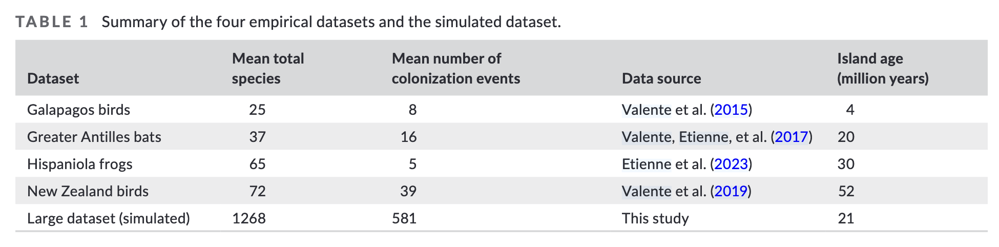 TABLE 1 Summary of the four empirical datasets and the simulated dataset.
Dataset Mean total species Mean number of colonization events Data source Island age (million years)
Galapagos birds 25 8 Valente et al. (2015) 4
Greater Antilles bats 37 16 Valente, Etienne, et al. (2017) 20
Hispaniola frogs 65 5 Etienne et al. (2023) 30
New Zealand birds 72 39 Valente et al. (2019) 52
Large dataset (simulated) 1268 581 This study 21